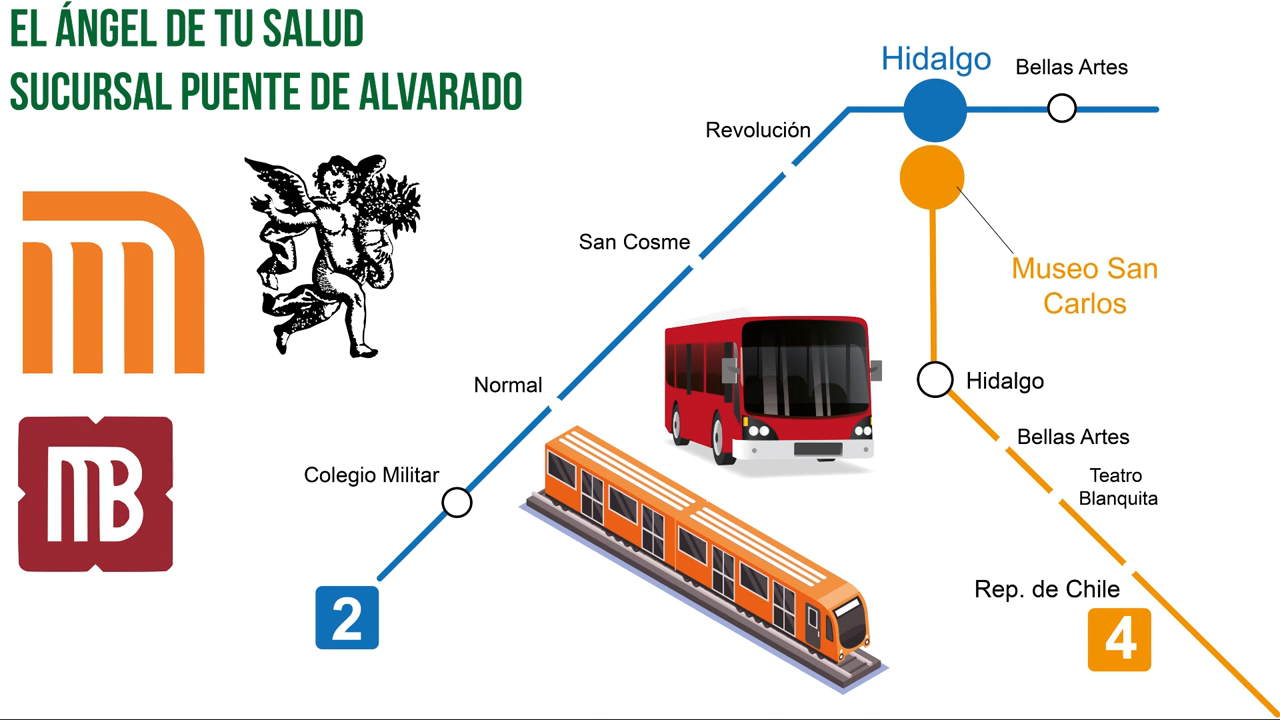 EL ÁNGEL DE TU SALUD
SUCURSAL PUENTE DE ALVARADO
Hidalgo
Bellas Artes
Revolución
San Cosme
Museo San
Carlos
Normal
Hidalgo
Bellas Artes
Colegio Militar
Teatro
Blanquita
MB
Rep. de Chile
2
4